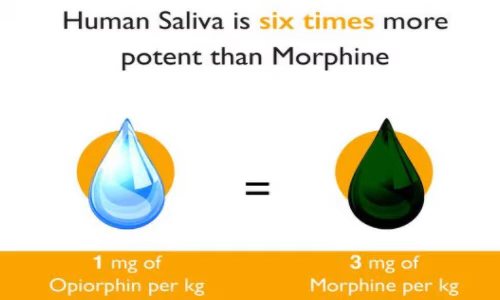 Human Saliva is six times more
potent than Morphine
=
1 mg of
Opiorphin per kg
3 mg of
Morphine per kg